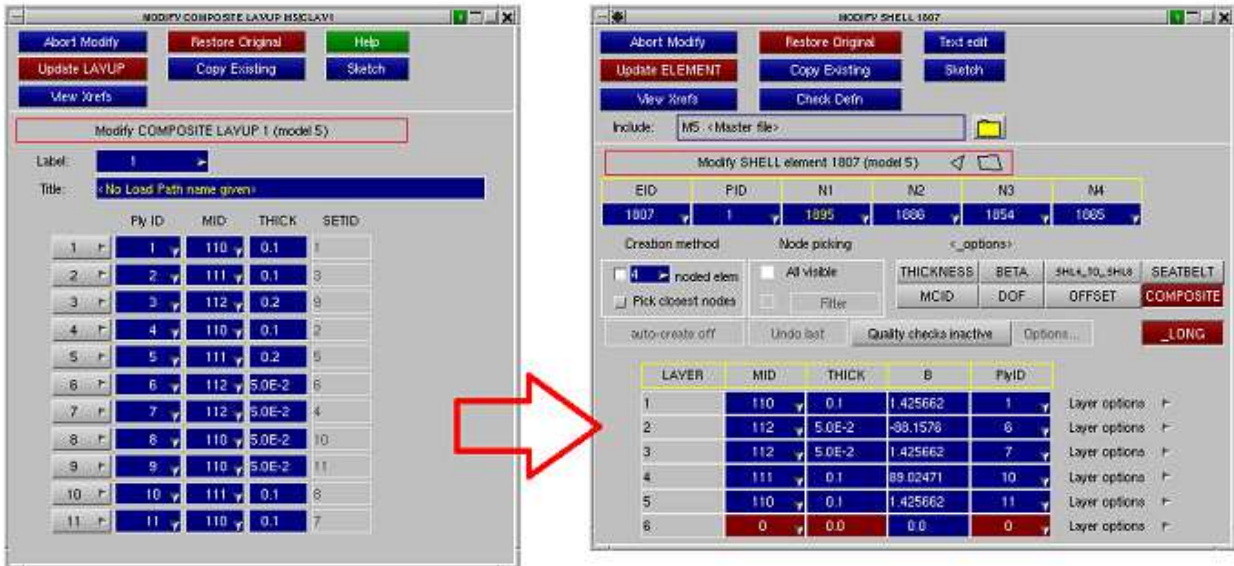 MODIFY COMPOSITE LAYUP M5/CLAY1
Abort Modify Restore Original Help
Update LAYUP Copy Existing Sketch
View Xrefs
Modify COMPOSITE LAYUP 1 (model 5)
Label: 1
Title: <No Load Path name given>
Ply ID MID THICK SETID
1 1 110 0.1 1
2 2 111 0.1 3
3 3 112 0.2 9
4 4 110 0.1 2
5 5 111 0.2 5
6 6 112 5.0E-2 6
7 7 112 5.0E-2 4
8 8 110 5.0E-2 10
9 9 110 5.0E-2 11
10 10 111 0.1 8
11 11 110 0.1 7
MODIFY SHELL 1807
Abort Modify Restore Original Text edit
Update ELEMENT Copy Existing Sketch
View Xrefs Check Defn
Include: M5 <Master file>
Modify SHELL element 1807 (model 5)
EID PID N1 N2 N3 N4
1807 1 1895 1886 1854 1865
Creation method Node picking <_options>
4 noded elem All visible THICKNESS BETA SHL4_TO_SHL8 SEATBELT
Pick closest nodes Filter MCID DOF OFFSET COMPOSITE
auto-create off Undo last Quality checks inactive Options... _LONG
LAYER MID THICK B PlyID
1 110 0.1 1.425662 1 Layer options
2 112 5.0E-2 6 Layer options
3 112 5.0E-2 1.425662 7 Layer options
4 111 0.1 89.02471 10 Layer options
5 110 0.1 1.425662 11 Layer options
6 0 0.0 0.0 0 Layer options